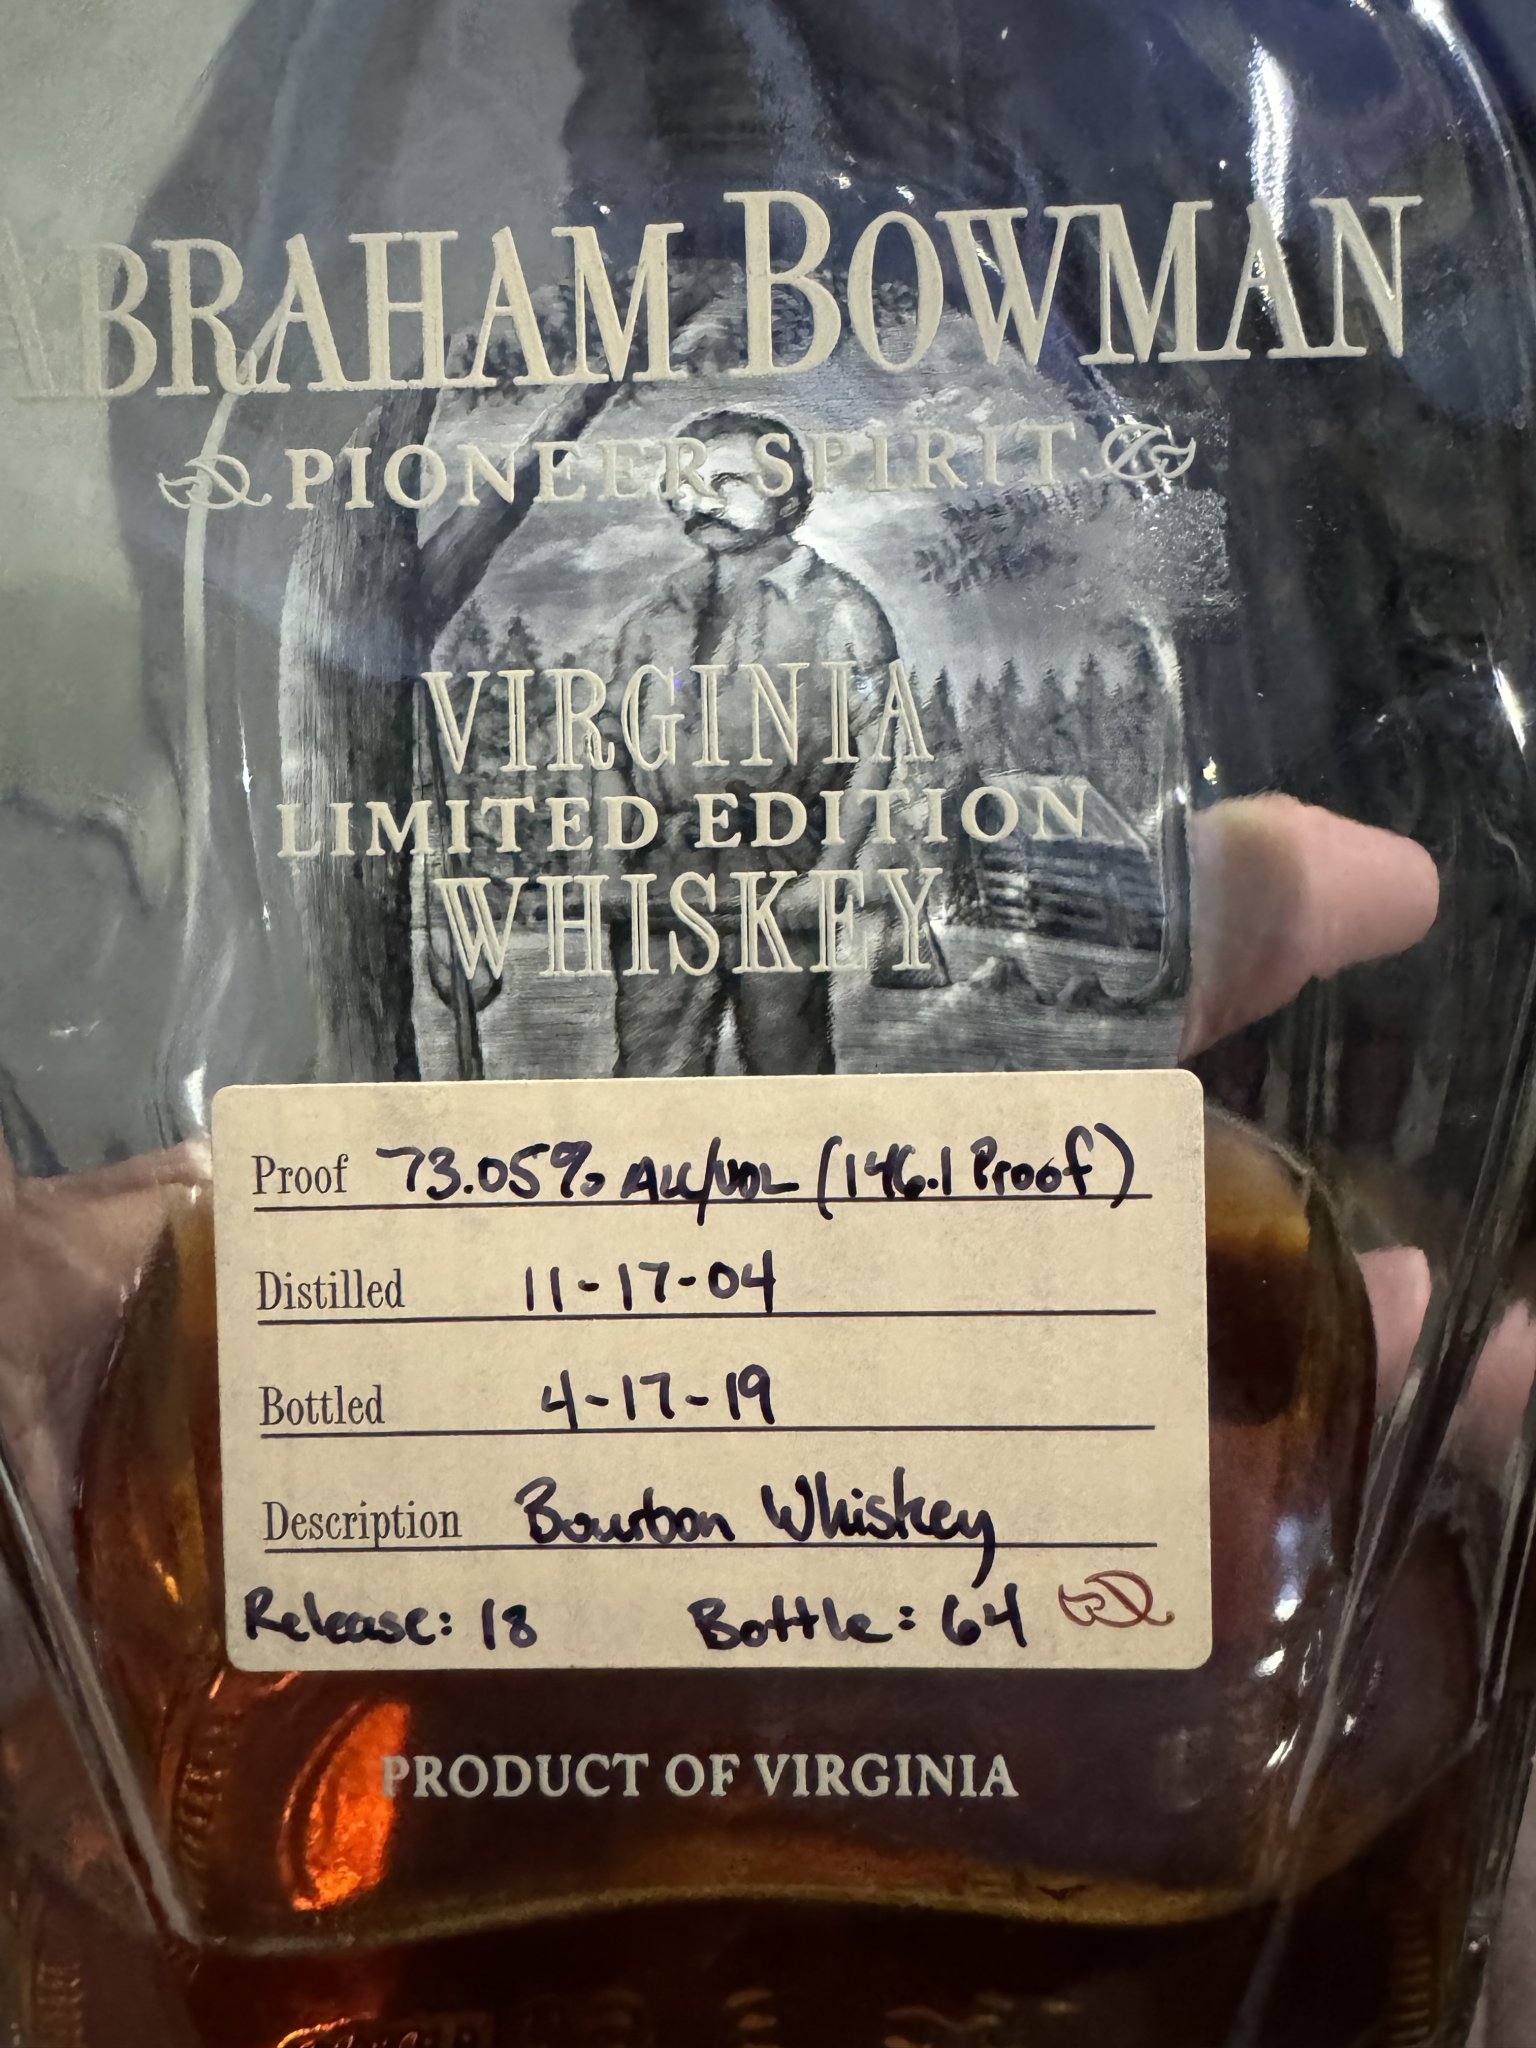 ABRAHAM BOWMAN
PIONEER SPIRIT
VIRGINIA
LIMITED EDITION
WHISKEY
Proof 73.05% ALC/VOL (146.1 Proof)
Distilled 11-17-04
Bottled 4-17-19
Description Bourbon Whiskey
Release: 18 Bottle: 64
PRODUCT OF VIRGINIA